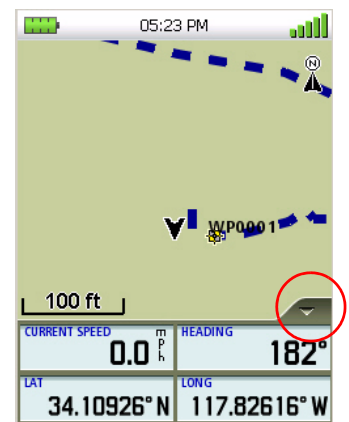 05:23 PM
N
WP0001
100 ft
CURRENT SPEED HEADING
0.0 mph 182°
LAT LONG
34.10926° N 117.82616° W